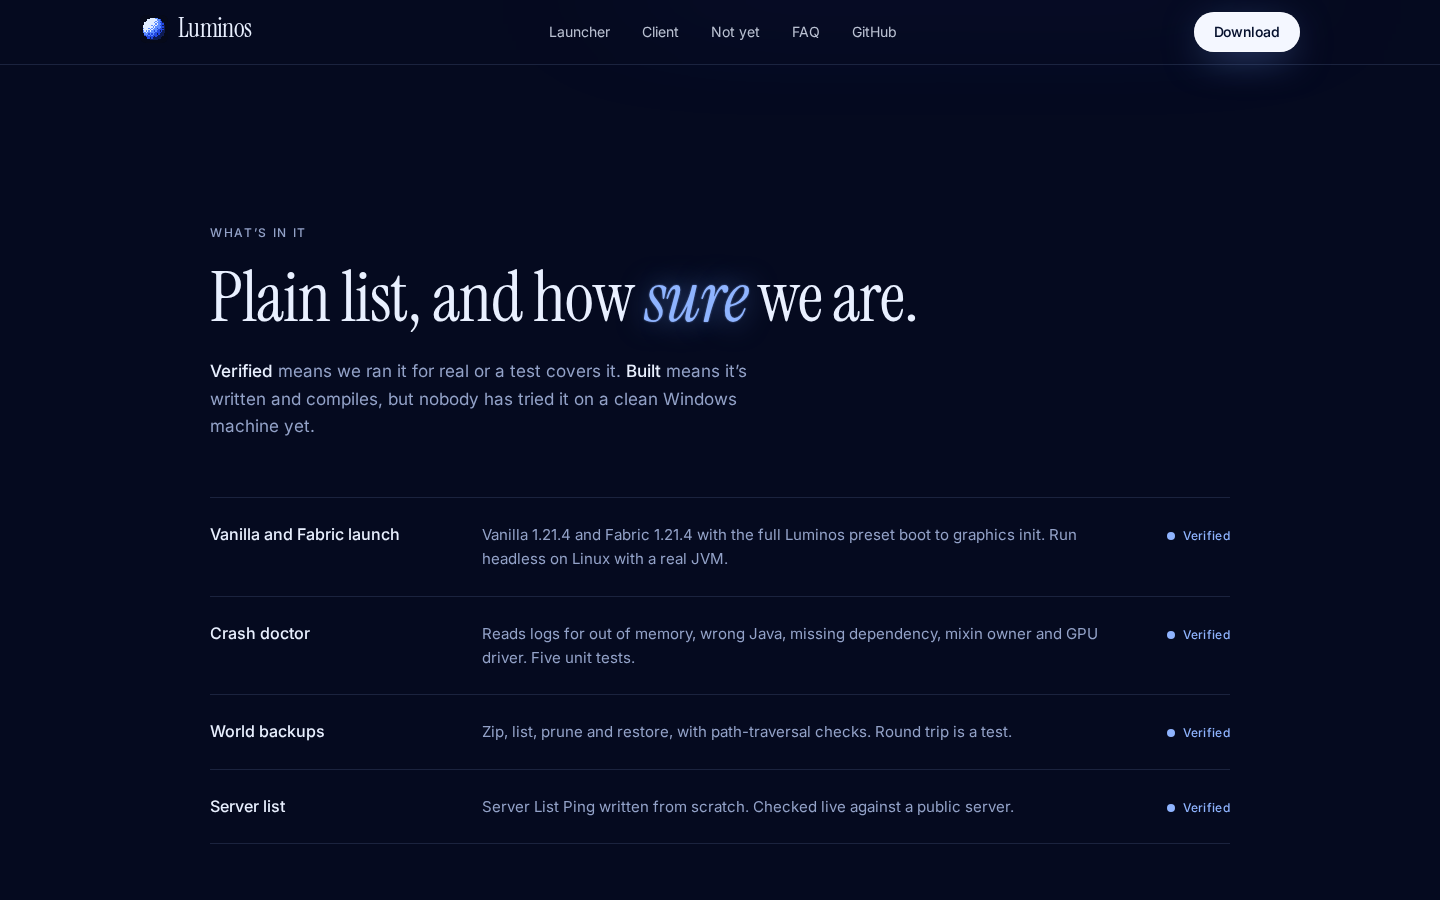 Luminos
Launcher
Client
Not yet
FAQ
GitHub
Download
WHAT’S IN IT
Plain list, and how sure we are.
Verified means we ran it for real or a test covers it. Built means it’s
written and compiles, but nobody has tried it on a clean Windows
machine yet.
Vanilla and Fabric launch
Vanilla 1.21.4 and Fabric 1.21.4 with the full Luminos preset boot to graphics init. Run
headless on Linux with a real JVM.
Verified
Crash doctor
Reads logs for out of memory, wrong Java, missing dependency, mixin owner and GPU
driver. Five unit tests.
Verified
World backups
Zip, list, prune and restore, with path-traversal checks. Round trip is a test.
Verified
Server list
Server List Ping written from scratch. Checked live against a public server.
Verified